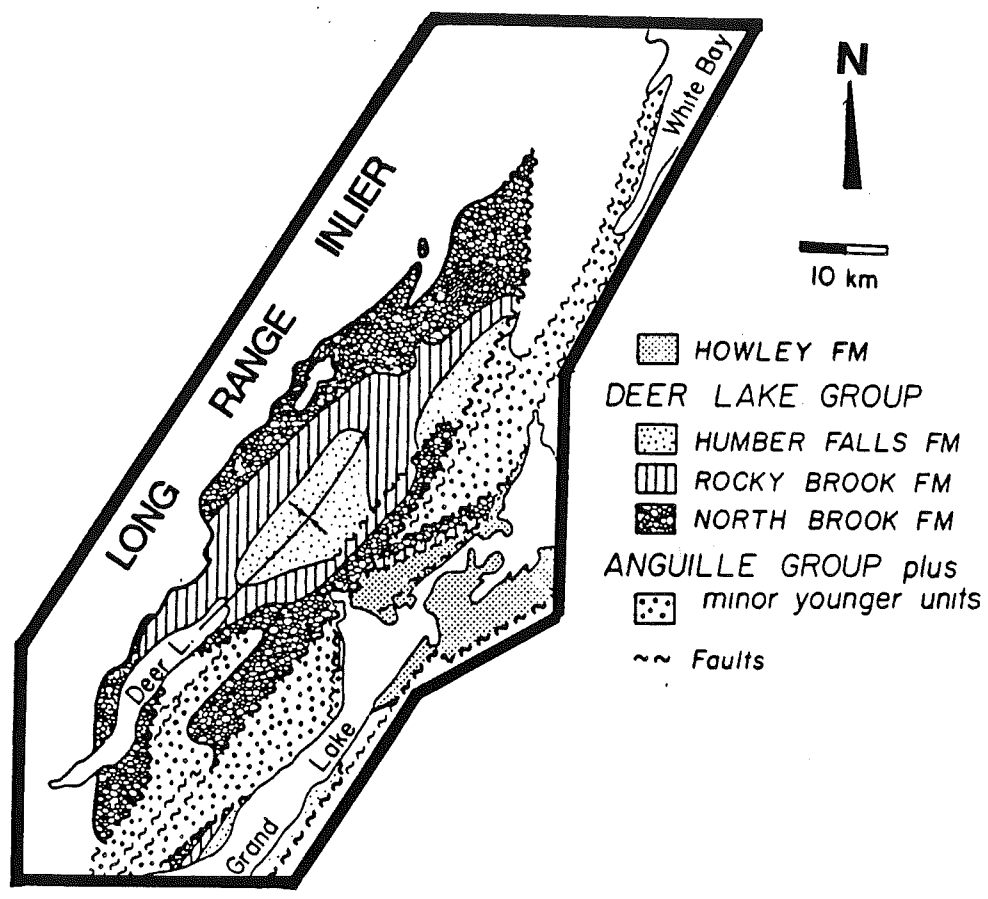 White Bay
N
LONG RANGE INLIER
10 km
HOWLEY FM
DEER LAKE GROUP
HUMBER FALLS FM
ROCKY BROOK FM
NORTH BROOK FM
ANGUILLE GROUP plus
minor younger units
Faults
Deer L.
Grand Lake